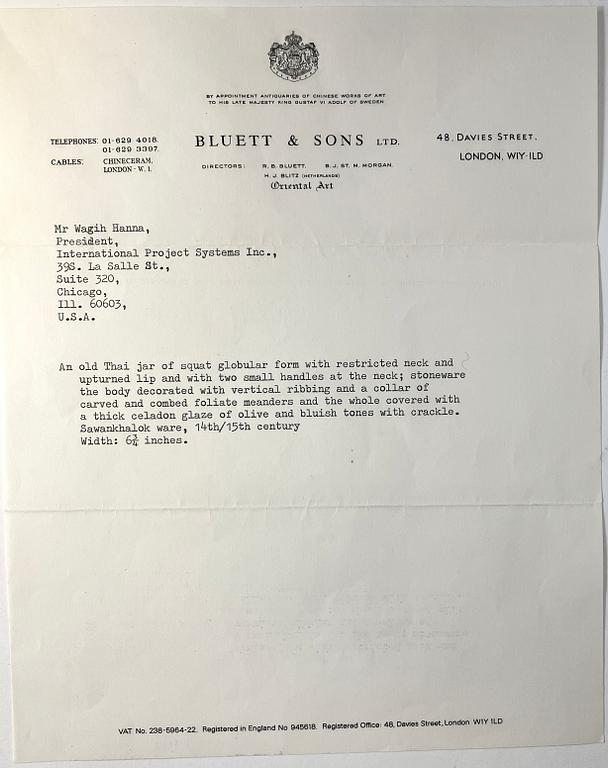 BY APPOINTMENT ANTIQUARIES OF CHINESE WORKS OF ART
TO HIS LATE MAJESTY KING GUSTAF VI ADOLF OF SWEDEN
TELEPHONES: 01-629 4018.
01-629 3397.
CABLES: CHINECERAM,
LONDON - W. 1.
BLUETT & SONS LTD.
DIRECTORS: R. B. BLUETT. B. J. ST. M. MORGAN.
H. J. BLITZ (NETHERLANDS)
Oriental Art
48, DAVIES STREET,
LONDON, W1Y·1LD
Mr Wagih Hanna,
President,
International Project Systems Inc.,
39S. La Salle St.,
Suite 320,
Chicago,
Ill. 60603,
U.S.A.
An old Thai jar of squat globular form with restricted neck and
upturned lip and with two small handles at the neck; stoneware
the body decorated with vertical ribbing and a collar of
carved and combed foliate meanders and the whole covered with
a thick celadon glaze of olive and bluish tones with crackle.
Sawankhalok ware, 14th/15th century
Width: 6¾ inches.
VAT No. 238-5964-22. Registered in England No 945618. Registered Office: 48, Davies Street, London W1Y 1LD